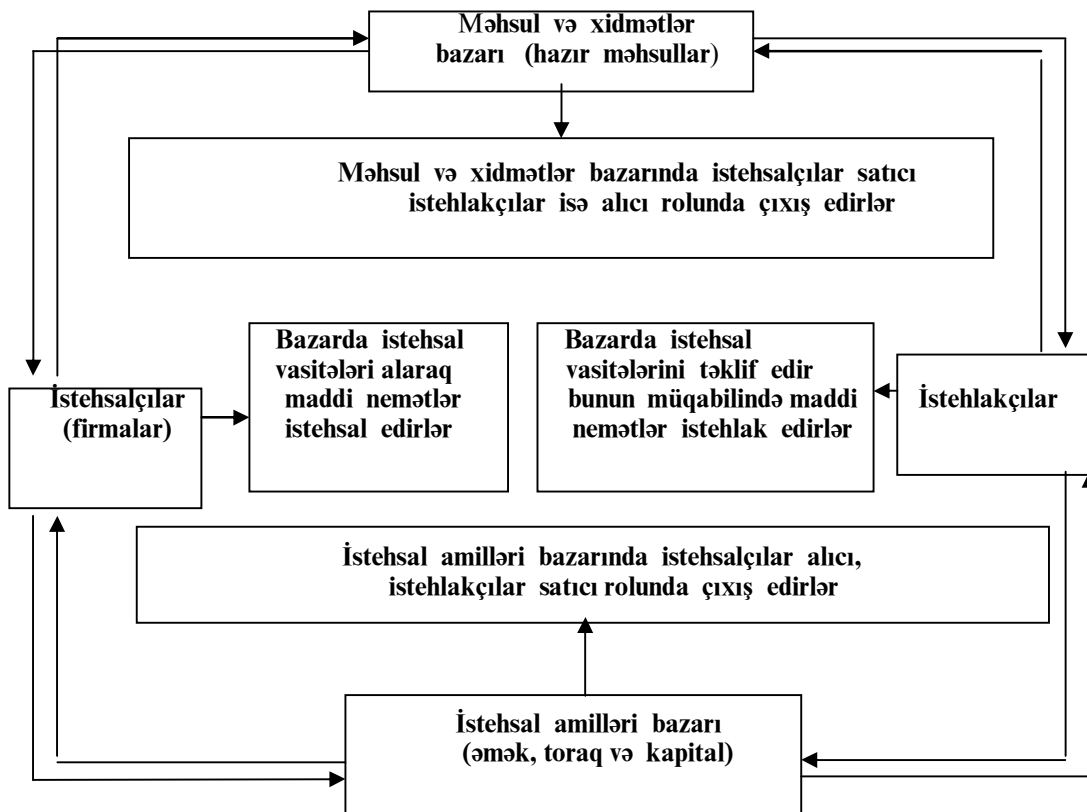 Məhsul və xidmətlər
bazarı (hazır məhsullar)
Məhsul və xidmətlər bazarında istehsalçılar satıcı
istehlakçılar isə alıcı rolunda çıxış edirlər
İstehsalçılar
(firmalar)
Bazarda istehsal
vasitələri alaraq
maddi nemətlər
istehsal edirlər
Bazarda istehsal
vasitələrini təklif edir
bunun müqabilində maddi
nemətlər istehlak edirlər
İstehlakçılar
İstehsal amilləri bazarında istehsalçılar alıcı,
istehlakçılar satıcı rolunda çıxış edirlər
İstehsal amilləri bazarı
(əmək, toraq və kapital)